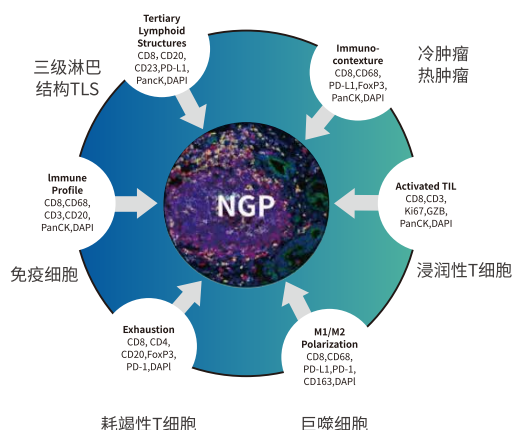 Tertiary
Lymphoid
Structures
CD8, CD20,
CD23,PD-L1,
PancK,DAPI
三级淋巴
结构TLS
Immuno-
contexture
CD8,CD68,
PD-L1,FoxP3,
PanCK,DAPI
冷肿瘤
热肿瘤
lmmune
Profile
CD8,CD68,
CD3,CD20,
PanCK,DAPI
免疫细胞
NGP
Activated TIL
CD8,CD3,
Ki67,GZB,
PanCK,DAPI
浸润性T细胞
Exhaustion
CD8, CD4,
CD20,FoxP3,
PD-1,DAPl
耗竭性T细胞
M1/M2
Polarization
CD8,CD68,
PD-L1,PD-1,
CD163,DAPl
巨噬细胞